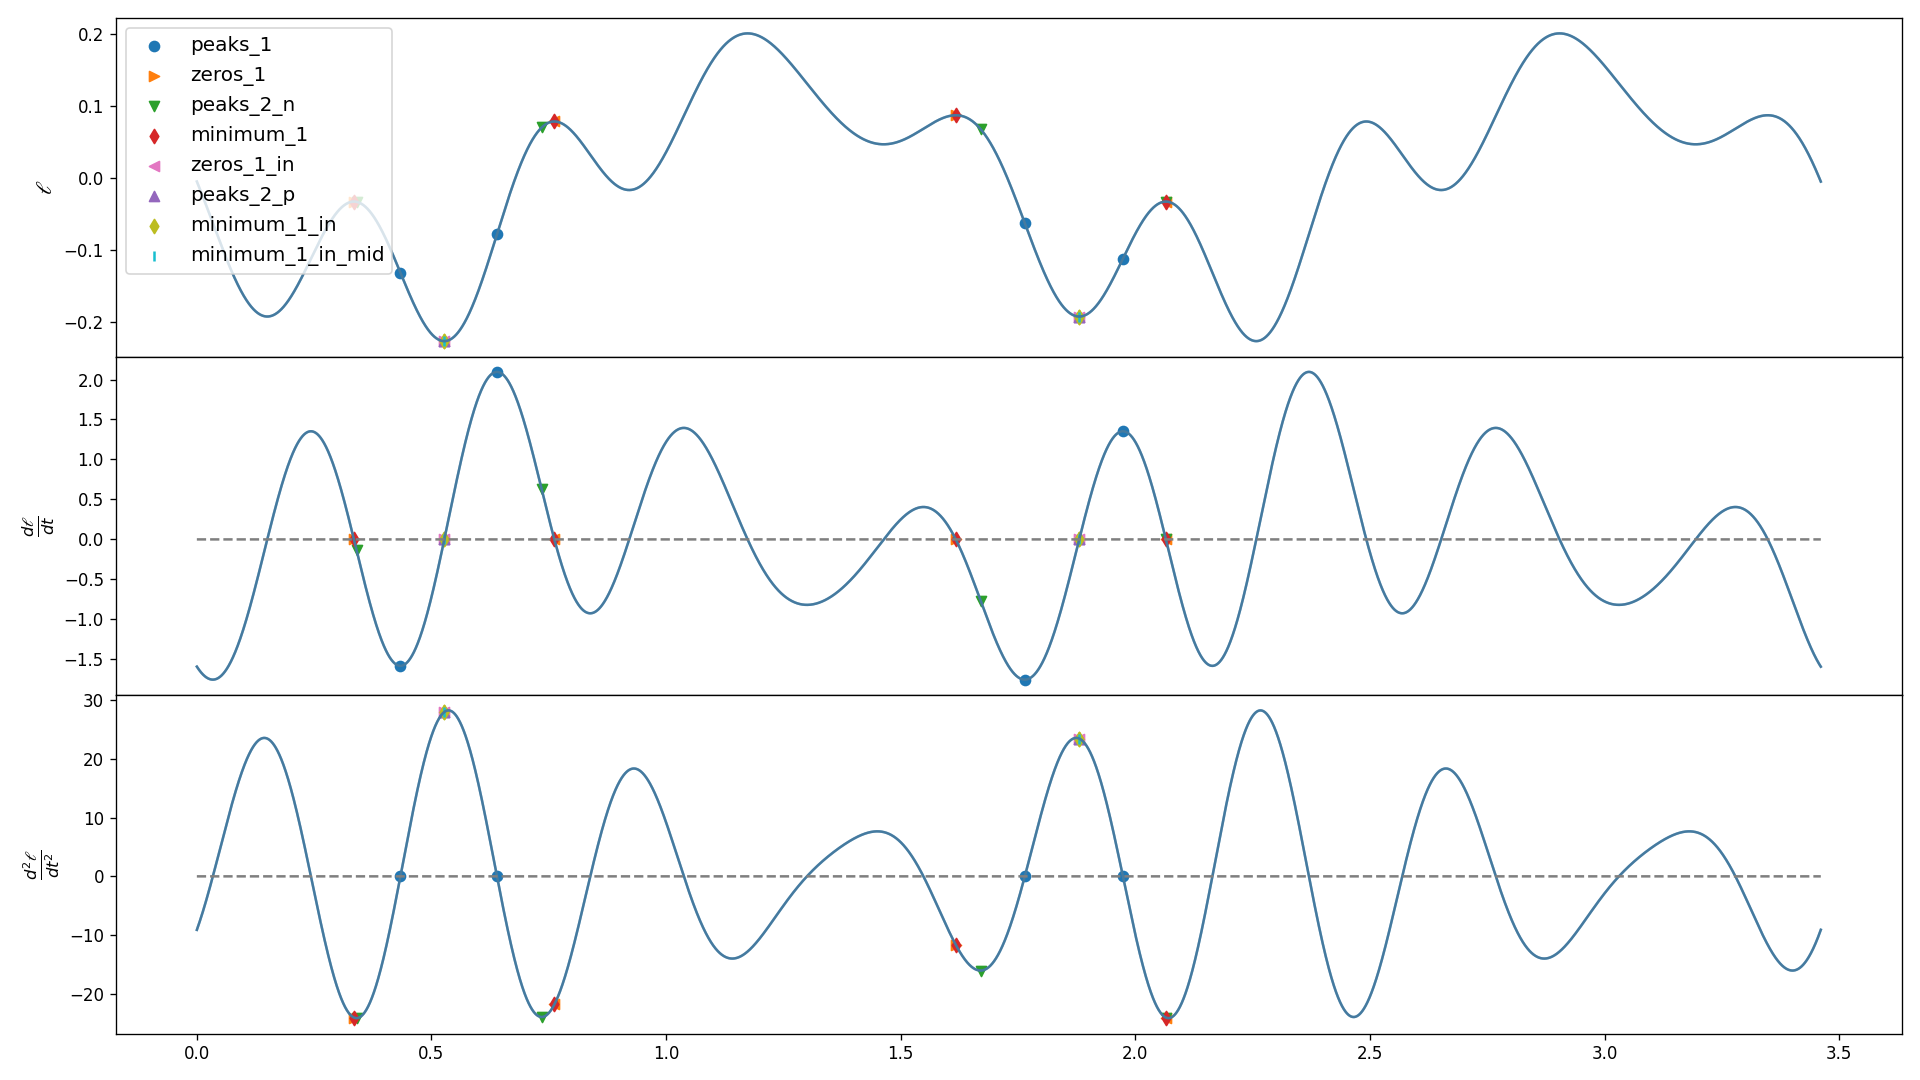 0.2
0.1
0.0
−0.1
−0.2
ℓ
peaks_1
zeros_1
peaks_2_n
minimum_1
zeros_1_in
peaks_2_p
minimum_1_in
minimum_1_in_mid
2.0
1.5
1.0
0.5
0.0
−0.5
−1.0
−1.5
dℓ
dt
30
20
10
0
−10
−20
d²ℓ
dt²
0.0 0.5 1.0 1.5 2.0 2.5 3.0 3.5